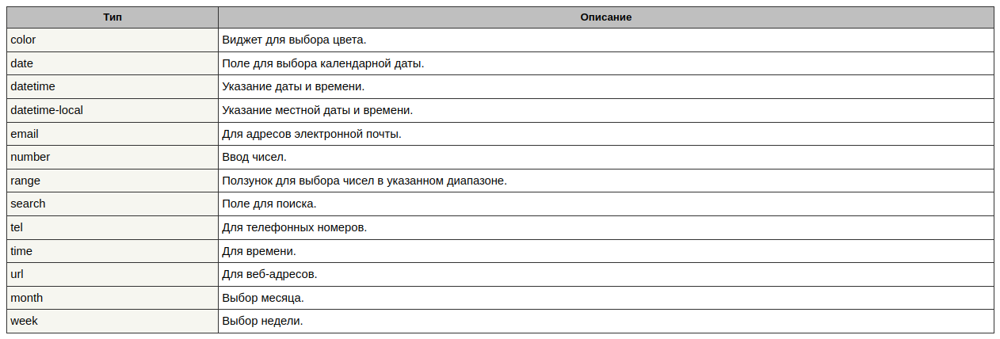 Тип Описание
color Виджет для выбора цвета.
date Поле для выбора календарной даты.
datetime Указание даты и времени.
datetime-local Указание местной даты и времени.
email Для адресов электронной почты.
number Ввод чисел.
range Ползунок для выбора чисел в указанном диапазоне.
search Поле для поиска.
tel Для телефонных номеров.
time Для времени.
url Для веб-адресов.
month Выбор месяца.
week Выбор недели.